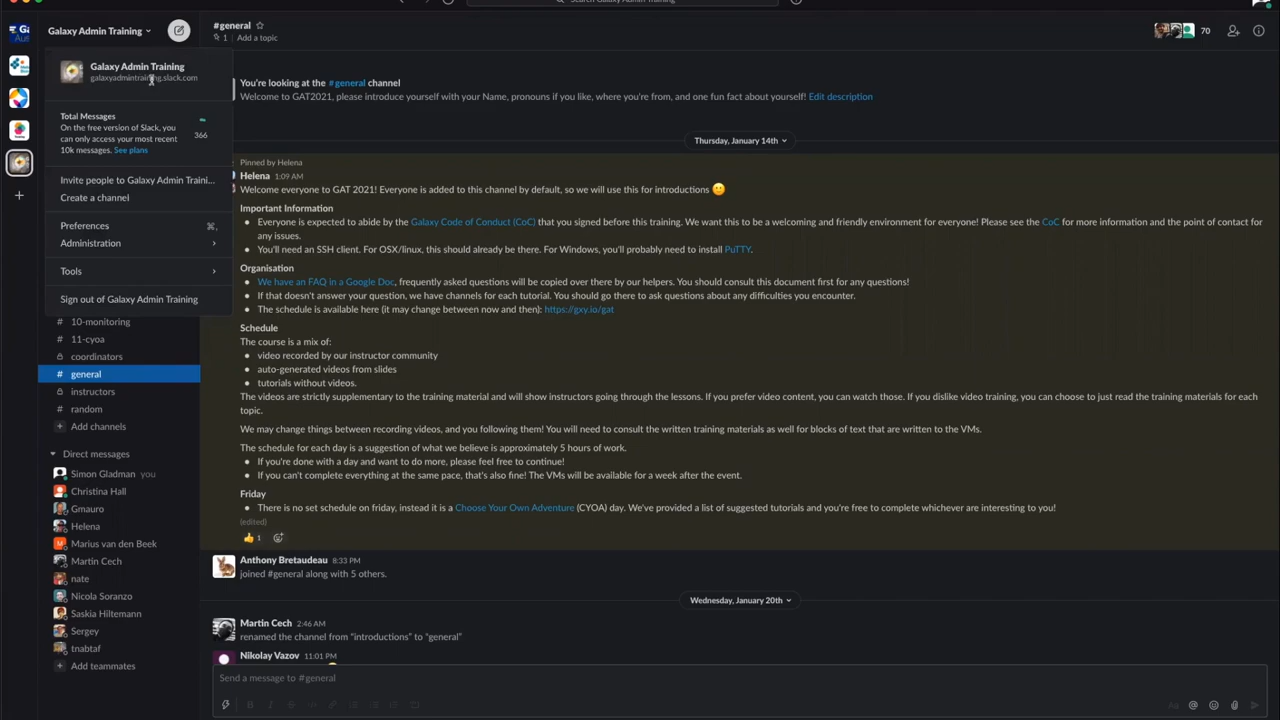 Search Galaxy Admin Training
Galaxy Admin Training
#general
1 Add a topic
70
Galaxy Admin Training
galaxyadmintraining.slack.com
Total Messages
On the free version of Slack, you
can only access your most recent
10k messages. See plans
366
Invite people to Galaxy Admin Traini...
Create a channel
Preferences ⌘,
Administration
Tools
Sign out of Galaxy Admin Training
# 10-monitoring
# 11-cyoa
coordinators
# general
instructors
# random
Add channels
Direct messages
Simon Gladman you
Christina Hall
Gmauro
Helena
Marius van den Beek
Martin Cech
nate
Nicola Soranzo
Saskia Hiltemann
Sergey
tnabtaf
Add teammates
You're looking at the #general channel
Welcome to GAT2021, please introduce yourself with your Name, pronouns if you like, where you're from, and one fun fact about yourself! Edit description
Thursday, January 14th
Pinned by Helena
Helena 1:09 AM
Welcome everyone to GAT 2021! Everyone is added to this channel by default, so we will use this for introductions 🙂
Important Information
• Everyone is expected to abide by the Galaxy Code of Conduct (CoC) that you signed before this training. We want this to be a welcoming and friendly environment for everyone! Please see the CoC for more information and the point of contact for
any issues.
• You'll need an SSH client. For OSX/linux, this should already be there. For Windows, you'll probably need to install PuTTY.
Organisation
• We have an FAQ in a Google Doc, frequently asked questions will be copied over there by our helpers. You should consult this document first for any questions!
• If that doesn't answer your question, we have channels for each tutorial. You should go there to ask questions about any difficulties you encounter.
• The schedule is available here (it may change between now and then): https://gxy.io/gat
Schedule
The course is a mix of:
• video recorded by our instructor community
• auto-generated videos from slides
• tutorials without videos.
The videos are strictly supplementary to the training material and will show instructors going through the lessons. If you prefer video content, you can watch those. If you dislike video training, you can choose to just read the training materials for each
topic.
We may change things between recording videos, and you following them! You will need to consult the written training materials as well for blocks of text that are written to the VMs.
The schedule for each day is a suggestion of what we believe is approximately 5 hours of work.
• If you're done with a day and want to do more, please feel free to continue!
• If you can't complete everything at the same pace, that's also fine! The VMs will be available for a week after the event.
Friday
• There is no set schedule on friday, instead it is a Choose Your Own Adventure (CYOA) day. We've provided a list of suggested tutorials and you're free to complete whichever are interesting to you!
(edited)
👍 1
Anthony Bretaudeau 8:33 PM
joined #general along with 5 others.
Wednesday, January 20th
Martin Cech 2:46 AM
renamed the channel from "introductions" to "general"
Nikolay Vazov 11:01 PM
Send a message to #general